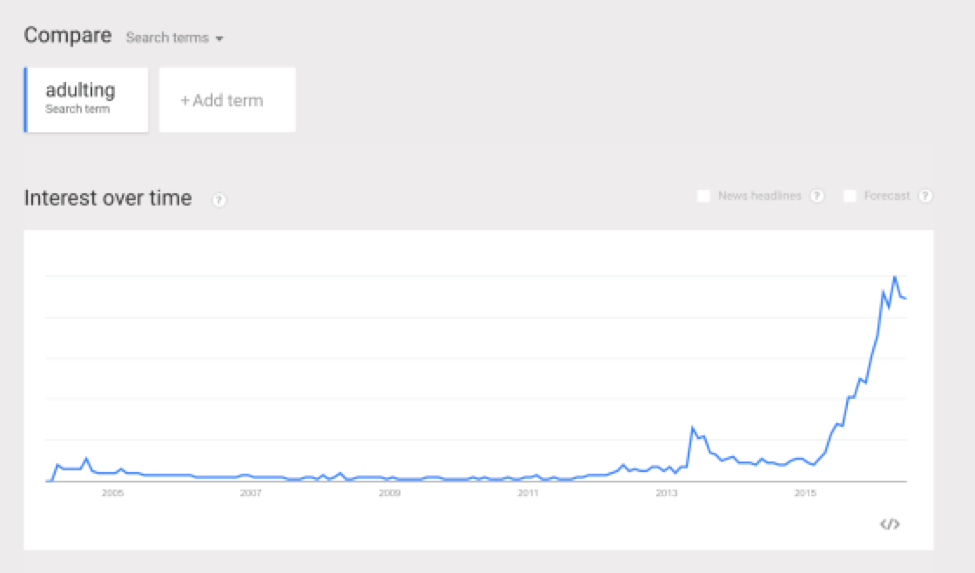 Compare Search terms
adulting
Search term
+ Add term
Interest over time ?
News headlines ? Forecast ?
2005 2007 2009 2011 2013 2015
</>